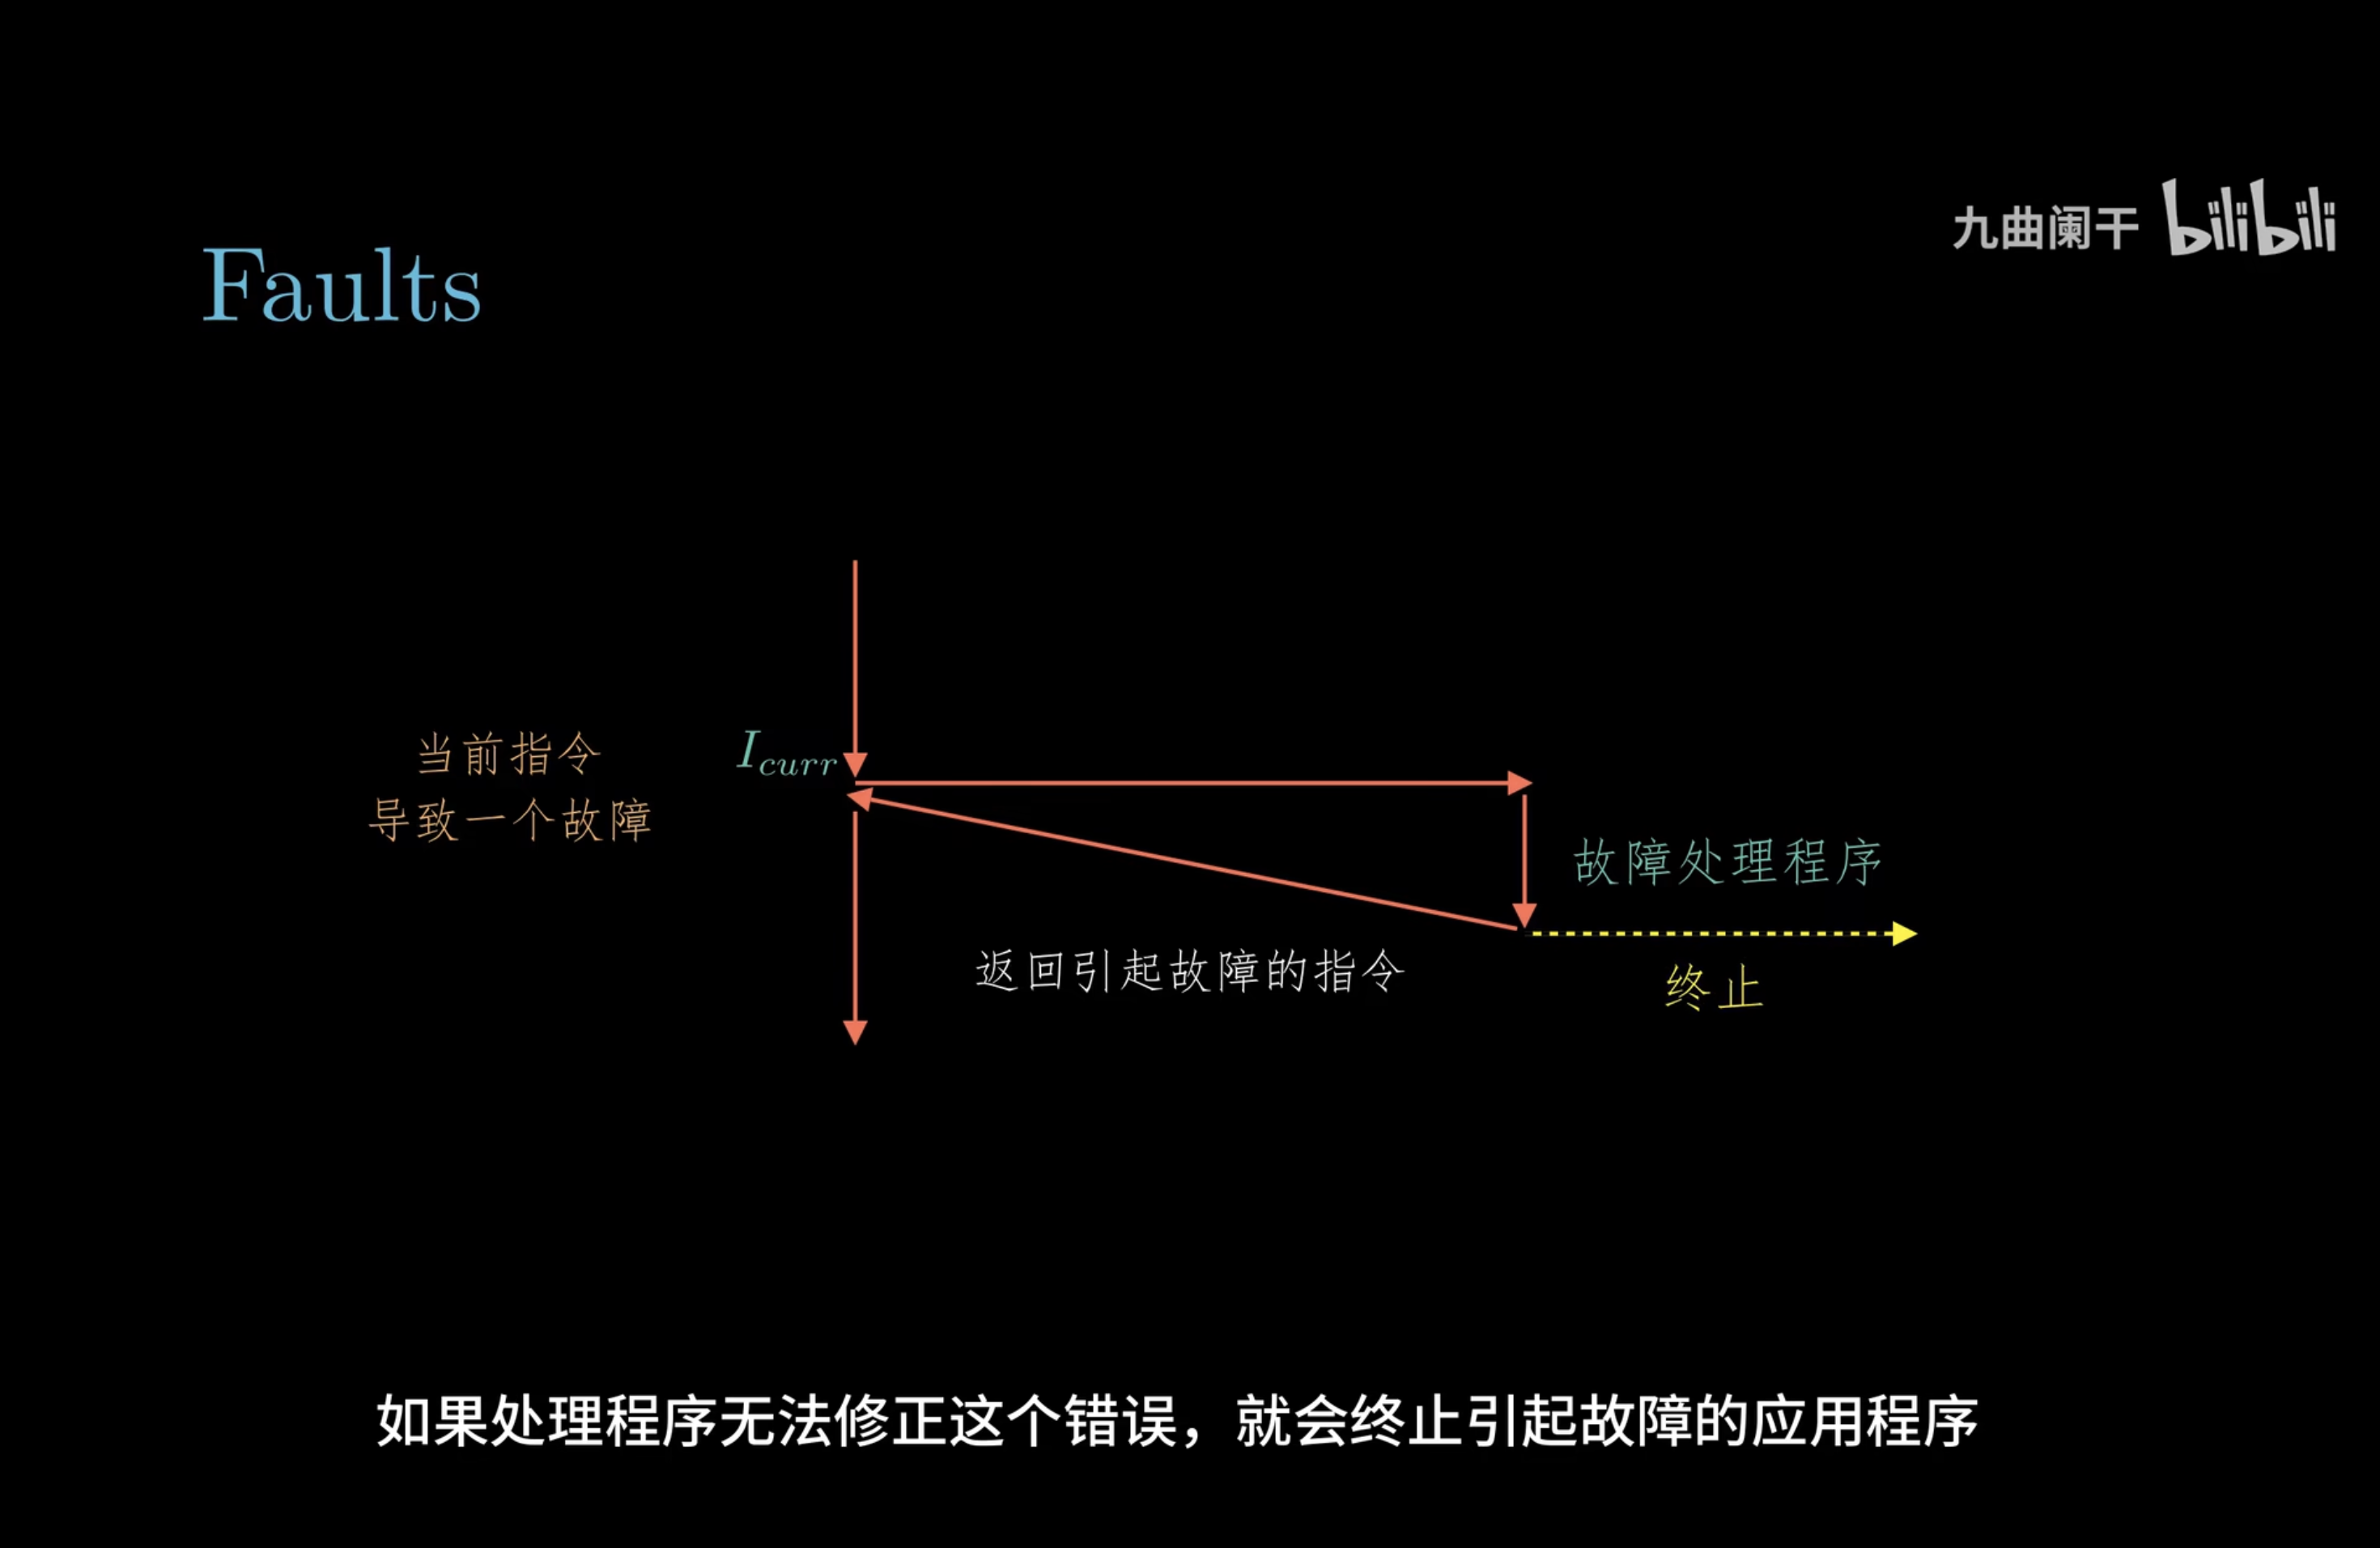 九曲阑干 bilibili
Faults
当前指令
导致一个故障
I_curr
故障处理程序
返回引起故障的指令
终止
如果处理程序无法修正这个错误，就会终止引起故障的应用程序